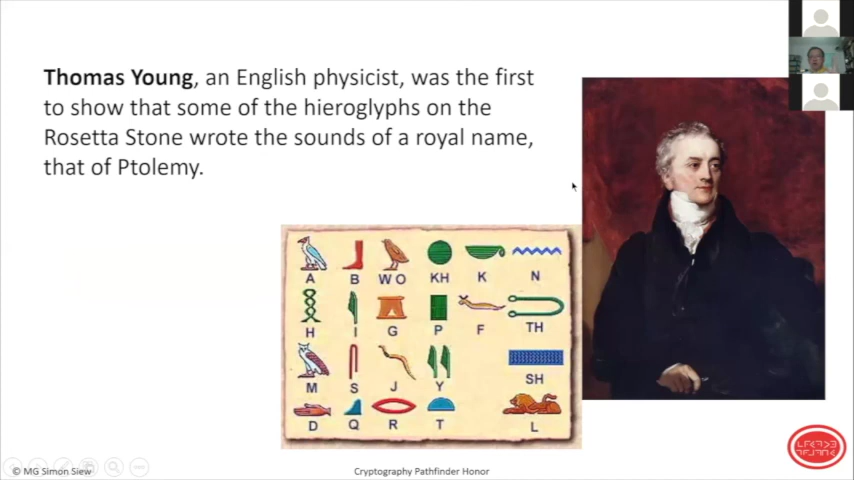 Thomas Young, an English physicist, was the first
to show that some of the hieroglyphs on the
Rosetta Stone wrote the sounds of a royal name,
that of Ptolemy.
A B WO KH K N
H I G P F TH
M S J Y SH
D Q R T L
© MG Simon Siew
Cryptography Pathfinder Honor